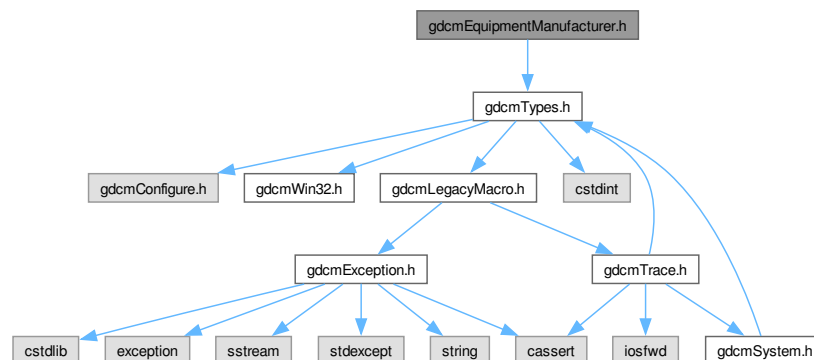 gdcmEquipmentManufacturer.h
gdcmTypes.h
gdcmConfigure.h
gdcmWin32.h
gdcmLegacyMacro.h
cstdint
gdcmException.h
gdcmTrace.h
cstdlib
exception
sstream
stdexcept
string
cassert
iosfwd
gdcmSystem.h